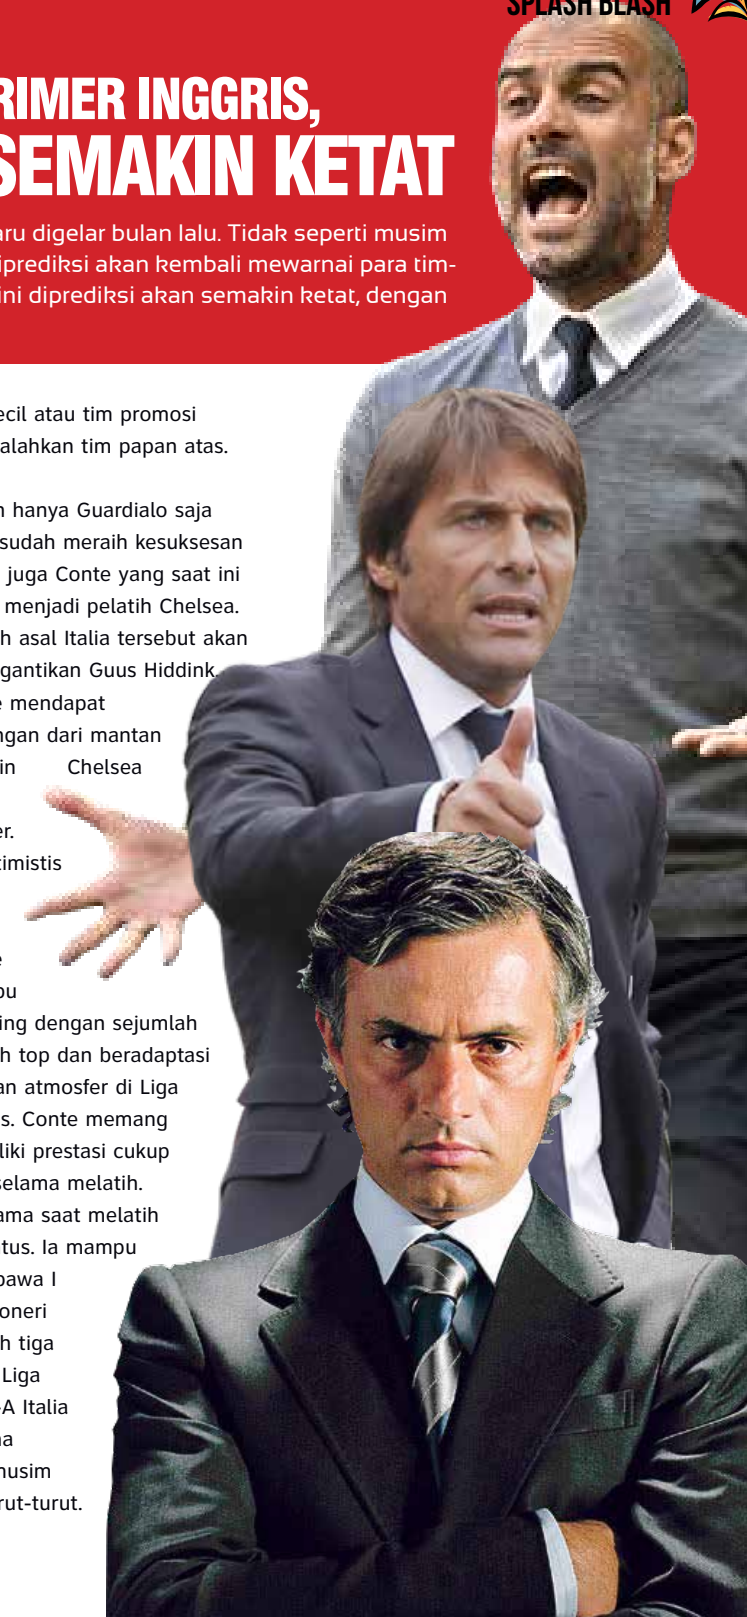 SPLASH BLASH
RIMER INGGRIS,
SEMAKIN KETAT
aru digelar bulan lalu. Tidak seperti musim
iprediksi akan kembali mewarnai para tim-
ini diprediksi akan semakin ketat, dengan
ecil atau tim promosi
alahkan tim papan atas.
n hanya Guardialo saja
sudah meraih kesuksesan
juga Conte yang saat ini
menjadi pelatih Chelsea.
h asal Italia tersebut akan
gantikan Guus Hiddink.
e mendapat
ngan dari mantan
in Chelsea
er.
timistis
e
pu
ing dengan sejumlah
h top dan beradaptasi
an atmosfer di Liga
s. Conte memang
liki prestasi cukup
selama melatih.
ama saat melatih
tus. Ia mampu
bawa I
oneri
h tiga
Liga
-A Italia
na
musim
rut-turut.